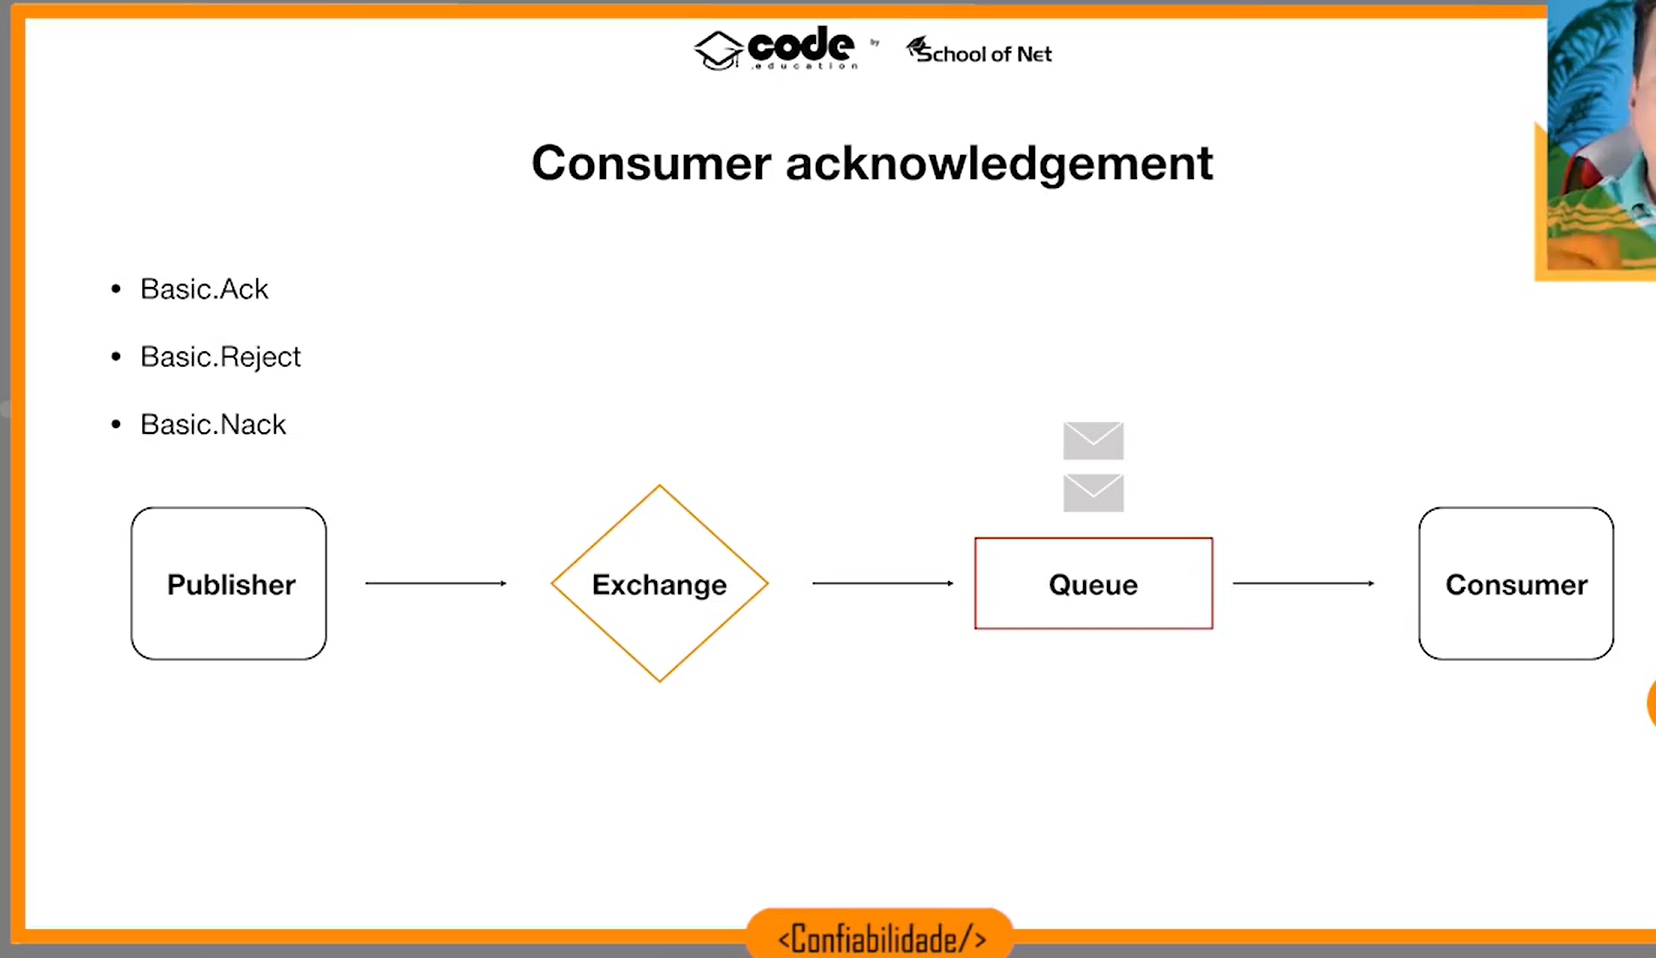 code
.education
by
School of Net
Consumer acknowledgement
• Basic.Ack
• Basic.Reject
• Basic.Nack
Publisher
Exchange
Queue
Consumer
<Confiabilidade/>